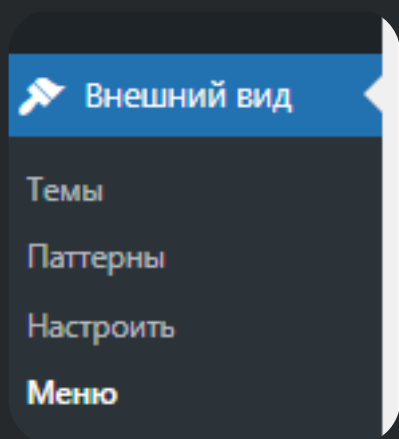 Внешний вид
Темы
Паттерны
Настроить
Меню